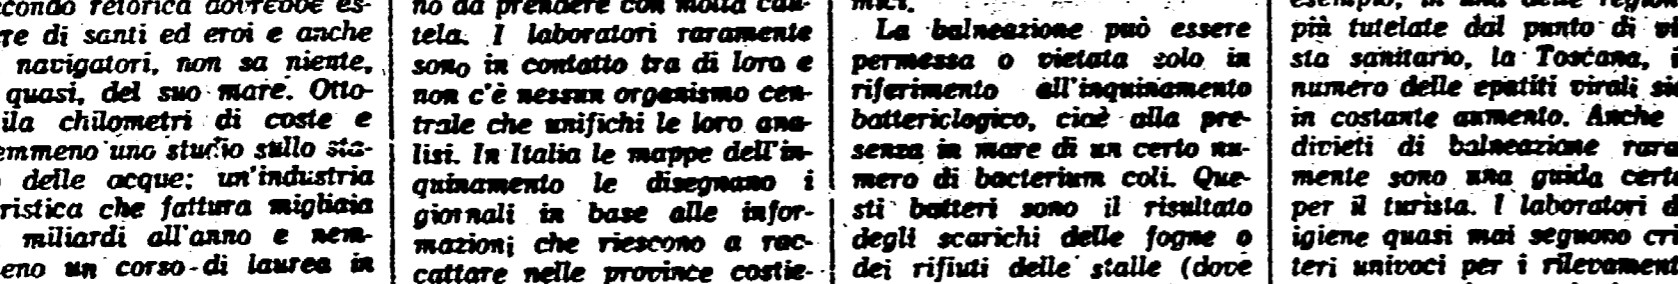 econdo retorica dovrebbe es-
re di santi ed eroi e anche
navigatori, non sa niente,
quasi, del suo mare. Otto-
ila chilometri di coste e
emmeno uno studio sullo sta-
delle acque: un'industria
ristica che fattura migliaia
miliardi all'anno e nem-
eno un corso di laurea in
no da prendere con molta cau-
tela. I laboratori raramente
sono in contatto tra di loro e
non c'è nessun organismo cen-
trale che unifichi le loro ana-
lisi. In Italia le mappe dell'in-
quinamento le disegnano i
giornali in base alle infor-
mazioni che riescono a rac-
cattare nelle province costie-
mici.
La balneazione può essere
permessa o vietata solo in
riferimento all'inquinamento
battericlogico, cioè alla pre-
senza in mare di un certo nu-
mero di bacterium coli. Que-
sti batteri sono il risultato
degli scarichi delle fogne o
dei rifiuti delle stalle (dove
esempio, in una delle regioni
più tutelate dal punto di vi
sta sanitario, la Toscana, i
numero delle epatiti virali sia
in costante aumento. Anche
divieti di balneazione rara
mente sono una guida certa
per il turista. I laboratori d
igiene quasi mai seguono cri
teri univoci per i rilevament